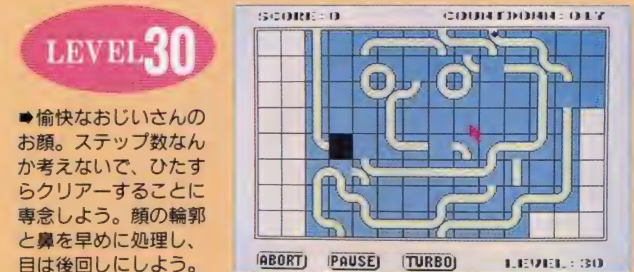 LEVEL30
➡愉快なおじいさんの
お顔。ステップ数なん
か考えないで、ひたす
らクリアーすることに
専念しよう。顔の輪郭
と鼻を早めに処理し、
目は後回しにしよう。
SCORE:0 COUNTDOWN:017
ABORT PAUSE TURBO LEVEL:30